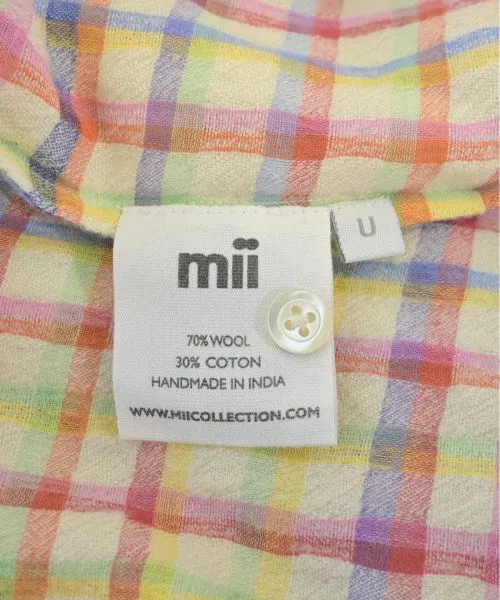 mii
U
70% WOOL
30% COTON
HANDMADE IN INDIA
WWW.MIICOLLECTION.COM